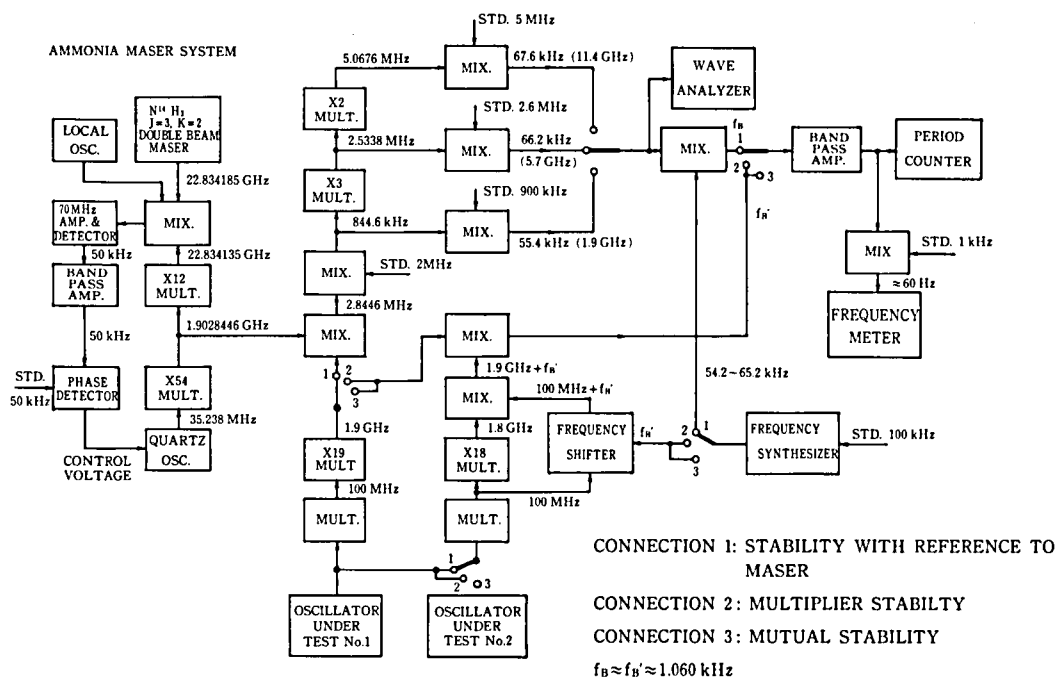 AMMONIA MASER SYSTEM
LOCAL
OSC.
N¹⁴ H₃
J=3, K=2
DOUBLE BEAM
MASER
22.834185 GHz
70MHz
AMP. &
DETECTOR
MIX.
50 kHz
22.834135 GHz
BAND
PASS
AMP.
X12
MULT.
50 kHz
1.9028446 GHz
STD.
50 kHz
PHASE
DETECTOR
X54
MULT.
35.238 MHz
CONTROL
VOLTAGE
QUARTZ
OSC.
STD. 5 MHz
5.0676 MHz
MIX.
67.6 kHz (11.4 GHz)
X2
MULT.
STD. 2.6 MHz
2.5338 MHz
MIX.
66.2 kHz
(5.7 GHz)
X3
MULT.
STD. 900 kHz
844.6 kHz
MIX.
55.4 kHz (1.9 GHz)
MIX.
STD. 2MHz
2.8446 MHz
MIX.
1
2
3
1.9 GHz
X19
MULT
100 MHz
MULT.
OSCILLATOR
UNDER
TEST No.1
MIX.
1.9 GHz+fB'
MIX.
100 MHz+fB'
1.8 GHz
X18
MULT.
100 MHz
MULT.
1
2
3
OSCILLATOR
UNDER
TEST No.2
FREQUENCY
SHIFTER
fB'
2
1
3
54.2~65.2 kHz
FREQUENCY
SYNTHESIZER
STD. 100 kHz
WAVE
ANALYZER
MIX.
fB
1
2
3
fB'
BAND
PASS
AMP.
PERIOD
COUNTER
MIX
STD. 1 kHz
≈60 Hz
FREQUENCY
METER
CONNECTION 1: STABILITY WITH REFERENCE TO
MASER
CONNECTION 2: MULTIPLIER STABILTY
CONNECTION 3: MUTUAL STABILITY
fB≈fB'≈1.060 kHz